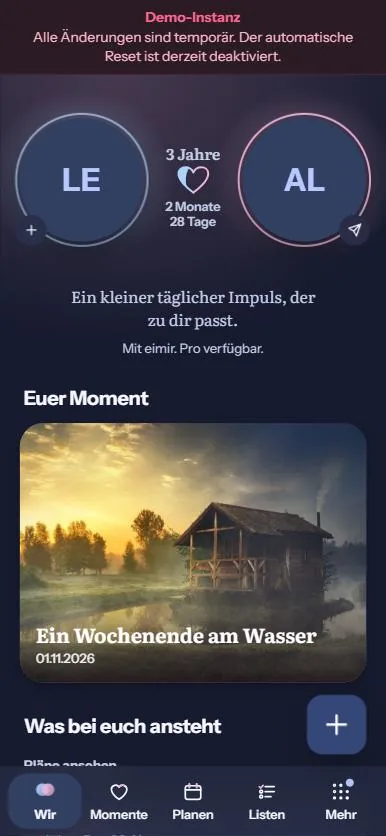 Demo-Instanz
Alle Änderungen sind temporär. Der automatische
Reset ist derzeit deaktiviert.
LE
3 Jahre
2 Monate
28 Tage
AL
Ein kleiner täglicher Impuls, der
zu dir passt.
Mit eimir. Pro verfügbar.
Euer Moment
Ein Wochenende am Wasser
01.11.2026
Was bei euch ansteht
Pläne ansehen
Wir
Momente
Planen
Listen
Mehr